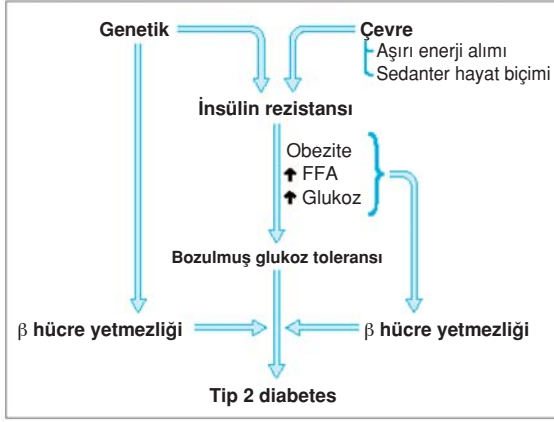 Genetik
Çevre
Aşırı enerji alımı
Sedanter hayat biçimi
İnsülin rezistansı
Obezite
↑ FFA
↑ Glukoz
Bozulmuş glukoz toleransı
β hücre yetmezliği
β hücre yetmezliği
Tip 2 diabetes